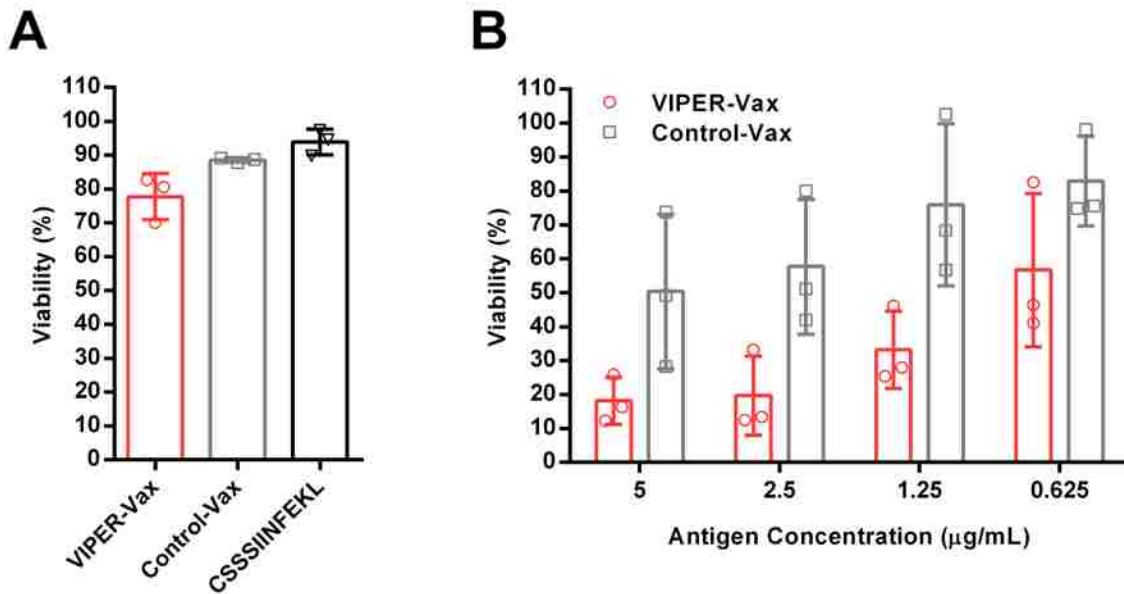 A
Viability (%)
110
100
90
80
70
60
50
40
30
20
10
0
VIPER-Vax
Control-Vax
CSSSIINFEKL
B
Viability (%)
110
100
90
80
70
60
50
40
30
20
10
0
VIPER-Vax
Control-Vax
5
2.5
1.25
0.625
Antigen Concentration (μg/mL)